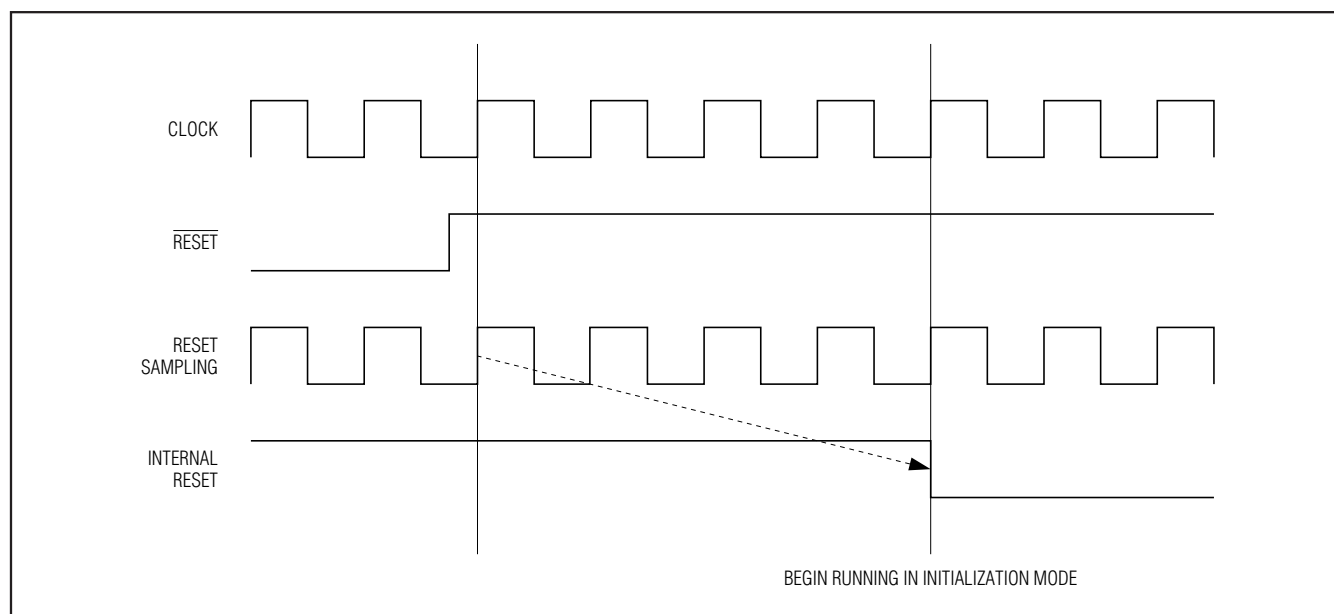 CLOCK
RESET
RESET
SAMPLING
INTERNAL
RESET
BEGIN RUNNING IN INITIALIZATION MODE